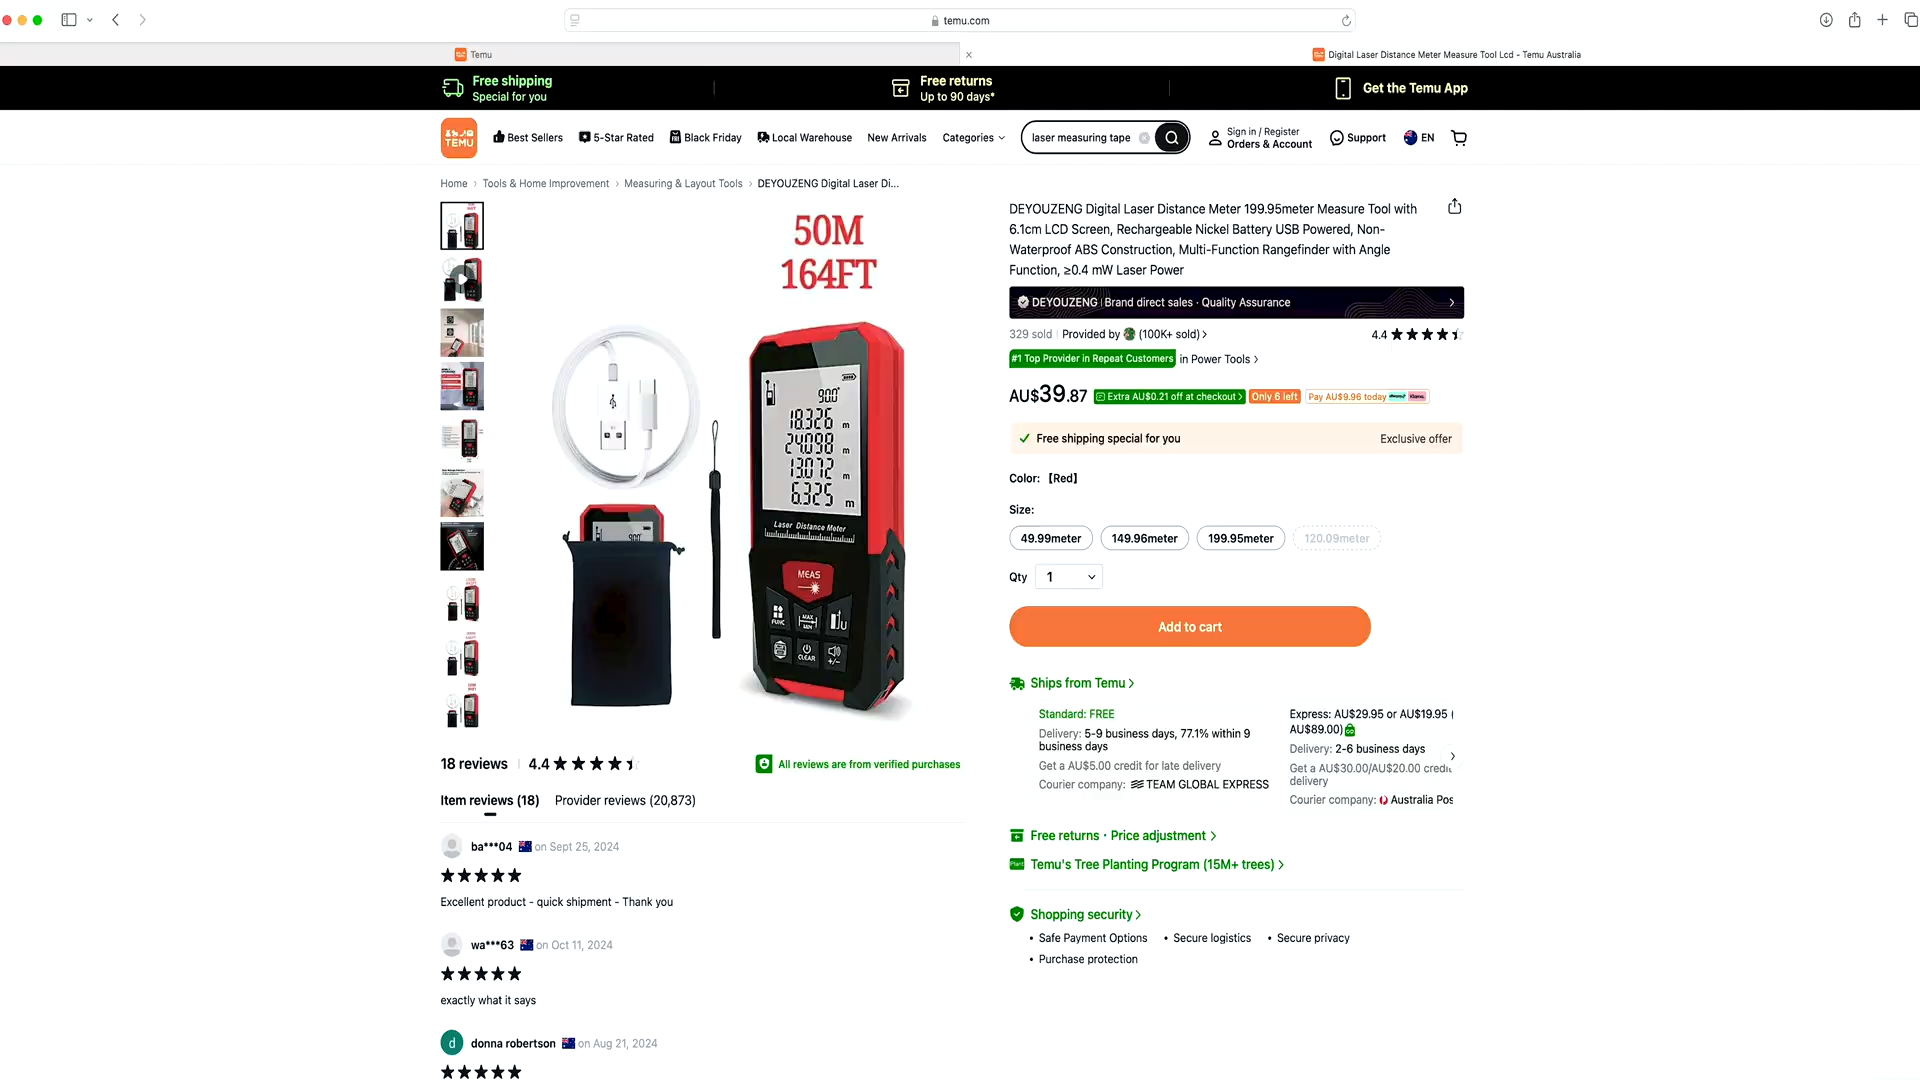 temu.com
Temu
Digital Laser Distance Meter Measure Tool Lcd - Temu Australia
Free shipping
Special for you
Free returns
Up to 90 days*
Get the Temu App
TEMU
Best Sellers
5-Star Rated
Black Friday
Local Warehouse
New Arrivals
Categories
laser measuring tape
Sign in / Register
Orders & Account
Support
EN
Home › Tools & Home Improvement › Measuring & Layout Tools › DEYOUZENG Digital Laser Di...
50M
164FT
90.0°
18.326 m
24.098 m
13.072 m
6.325 m
Laser Distance Meter
MEAS
FUNC
MAX
MIN
CLEAR
+/−
DEYOUZENG Digital Laser Distance Meter 199.95meter Measure Tool with
6.1cm LCD Screen, Rechargeable Nickel Battery USB Powered, Non-
Waterproof ABS Construction, Multi-Function Rangefinder with Angle
Function, ≥0.4 mW Laser Power
DEYOUZENG | Brand direct sales · Quality Assurance
329 sold | Provided by (100K+ sold) ›
4.4
#1 Top Provider in Repeat Customers in Power Tools ›
AU$39.87
Extra AU$0.21 off at checkout ›
Only 6 left
Pay AU$9.96 today
Klarna
Free shipping special for you
Exclusive offer
Color: 【Red】
Size:
49.99meter
149.96meter
199.95meter
120.09meter
Qty 1
Add to cart
Ships from Temu ›
Standard: FREE
Delivery: 5-9 business days, 77.1% within 9
business days
Get a AU$5.00 credit for late delivery
Courier company: TEAM GLOBAL EXPRESS
Express: AU$29.95 or AU$19.95 (
AU$89.00)
Delivery: 2-6 business days
Get a AU$30.00/AU$20.00 credit
delivery
Courier company: Australia Pos
Free returns · Price adjustment ›
Temu's Tree Planting Program (15M+ trees) ›
Shopping security ›
• Safe Payment Options • Secure logistics • Secure privacy
• Purchase protection
18 reviews | 4.4
All reviews are from verified purchases
Item reviews (18)
Provider reviews (20,873)
ba***04 on Sept 25, 2024
Excellent product - quick shipment - Thank you
wa***63 on Oct 11, 2024
exactly what it says
d
donna robertson on Aug 21, 2024